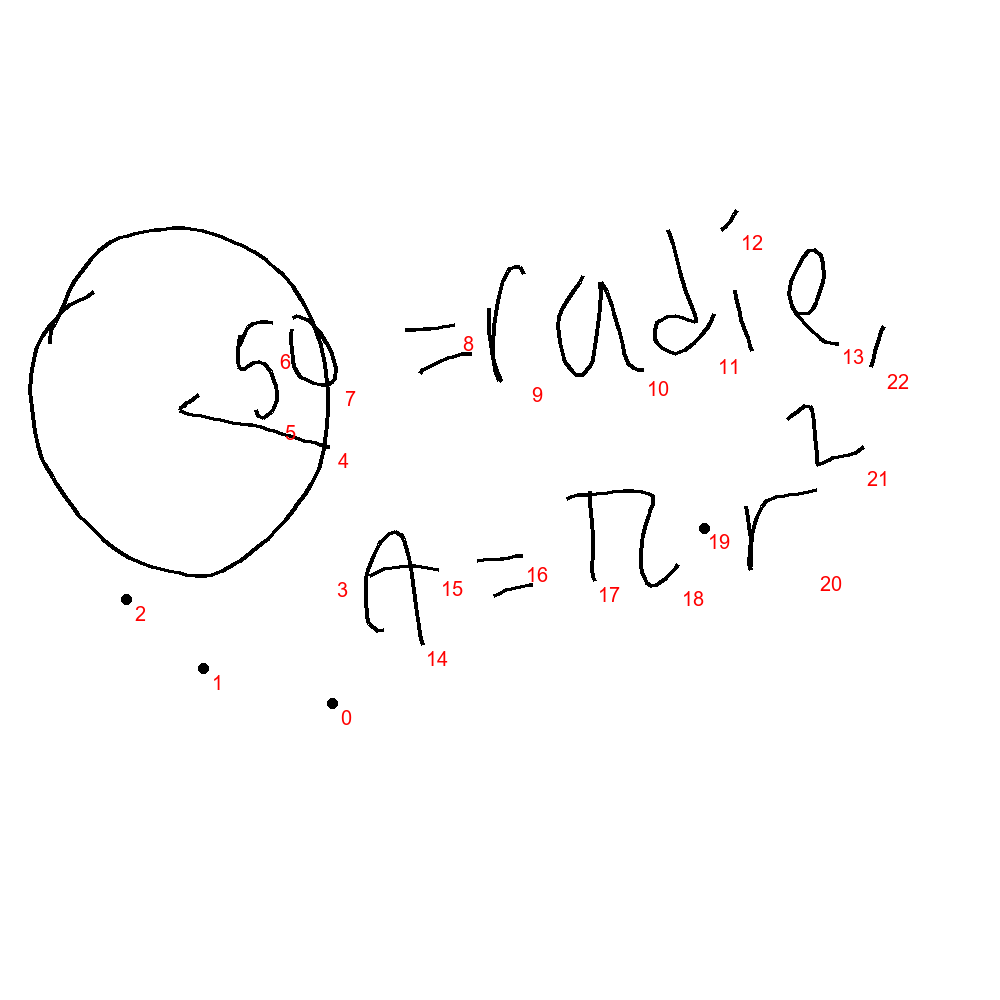 50 = radie,
A = π · r²